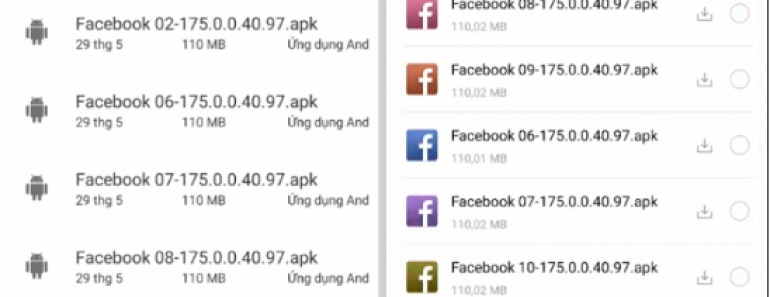 Facebook 02-175.0.0.40.97.apk
29 thg 5 110 MB Ứng dụng And
Facebook 06-175.0.0.40.97.apk
29 thg 5 110 MB Ứng dụng And
Facebook 07-175.0.0.40.97.apk
29 thg 5 110 MB Ứng dụng And
Facebook 08-175.0.0.40.97.apk
29 thg 5 110 MB Ứng dụng And
Facebook 08-175.0.0.40.97.apk
110,02 MB
Facebook 09-175.0.0.40.97.apk
110,02 MB
Facebook 06-175.0.0.40.97.apk
110,01 MB
Facebook 07-175.0.0.40.97.apk
110,02 MB
Facebook 10-175.0.0.40.97.apk
110,02 MB